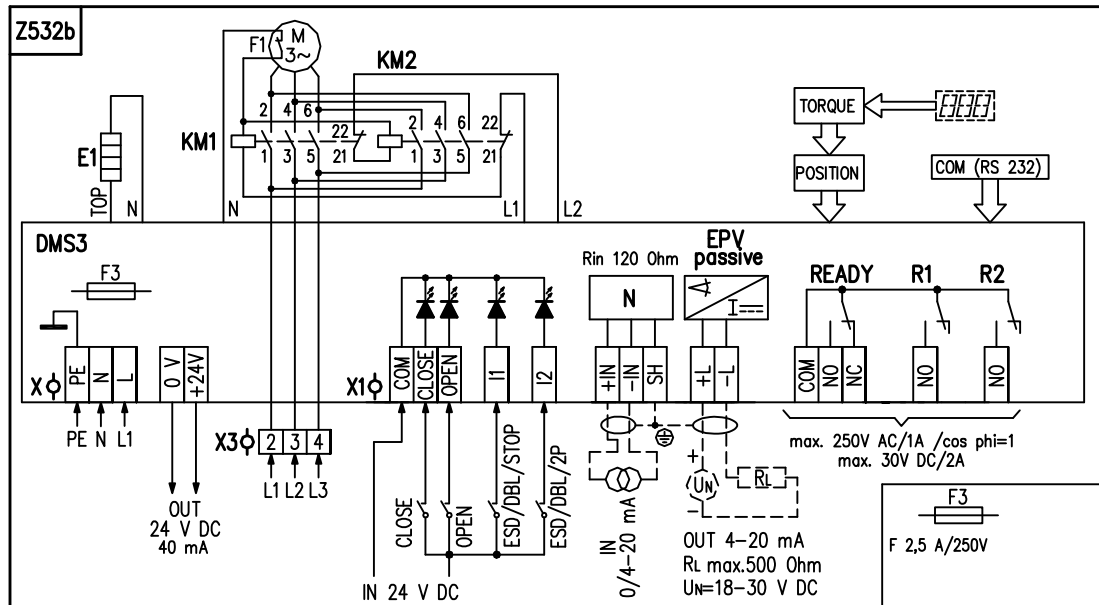 Z532b
F1
M
3~
KM2
2 4 6
22
2 4 6 22
KM1
1 3 5 21
1 3 5 21
E1
TOP
N
N
L1
L2
TORQUE
POSITION
COM (RS 232)
DMS3
F3
Rin 120 Ohm
N
EPV
passive
I
READY
R1
R2
X
PE
N
L
0 V
+24V
X1
COM
CLOSE
OPEN
I1
I2
+IN
-IN
SH
+L
-L
COM
NO
NC
NO
NO
PE N L1
X3
2 3 4
L1 L2 L3
OUT
24 V DC
40 mA
CLOSE
OPEN
ESD/DBL/STOP
ESD/DBL/2P
IN 24 V DC
IN
0/4-20 mA
+
UN
-
RL
OUT 4-20 mA
RL max.500 Ohm
UN=18-30 V DC
max. 250V AC/1A /cos phi=1
max. 30V DC/2A
F3
F 2,5 A/250V